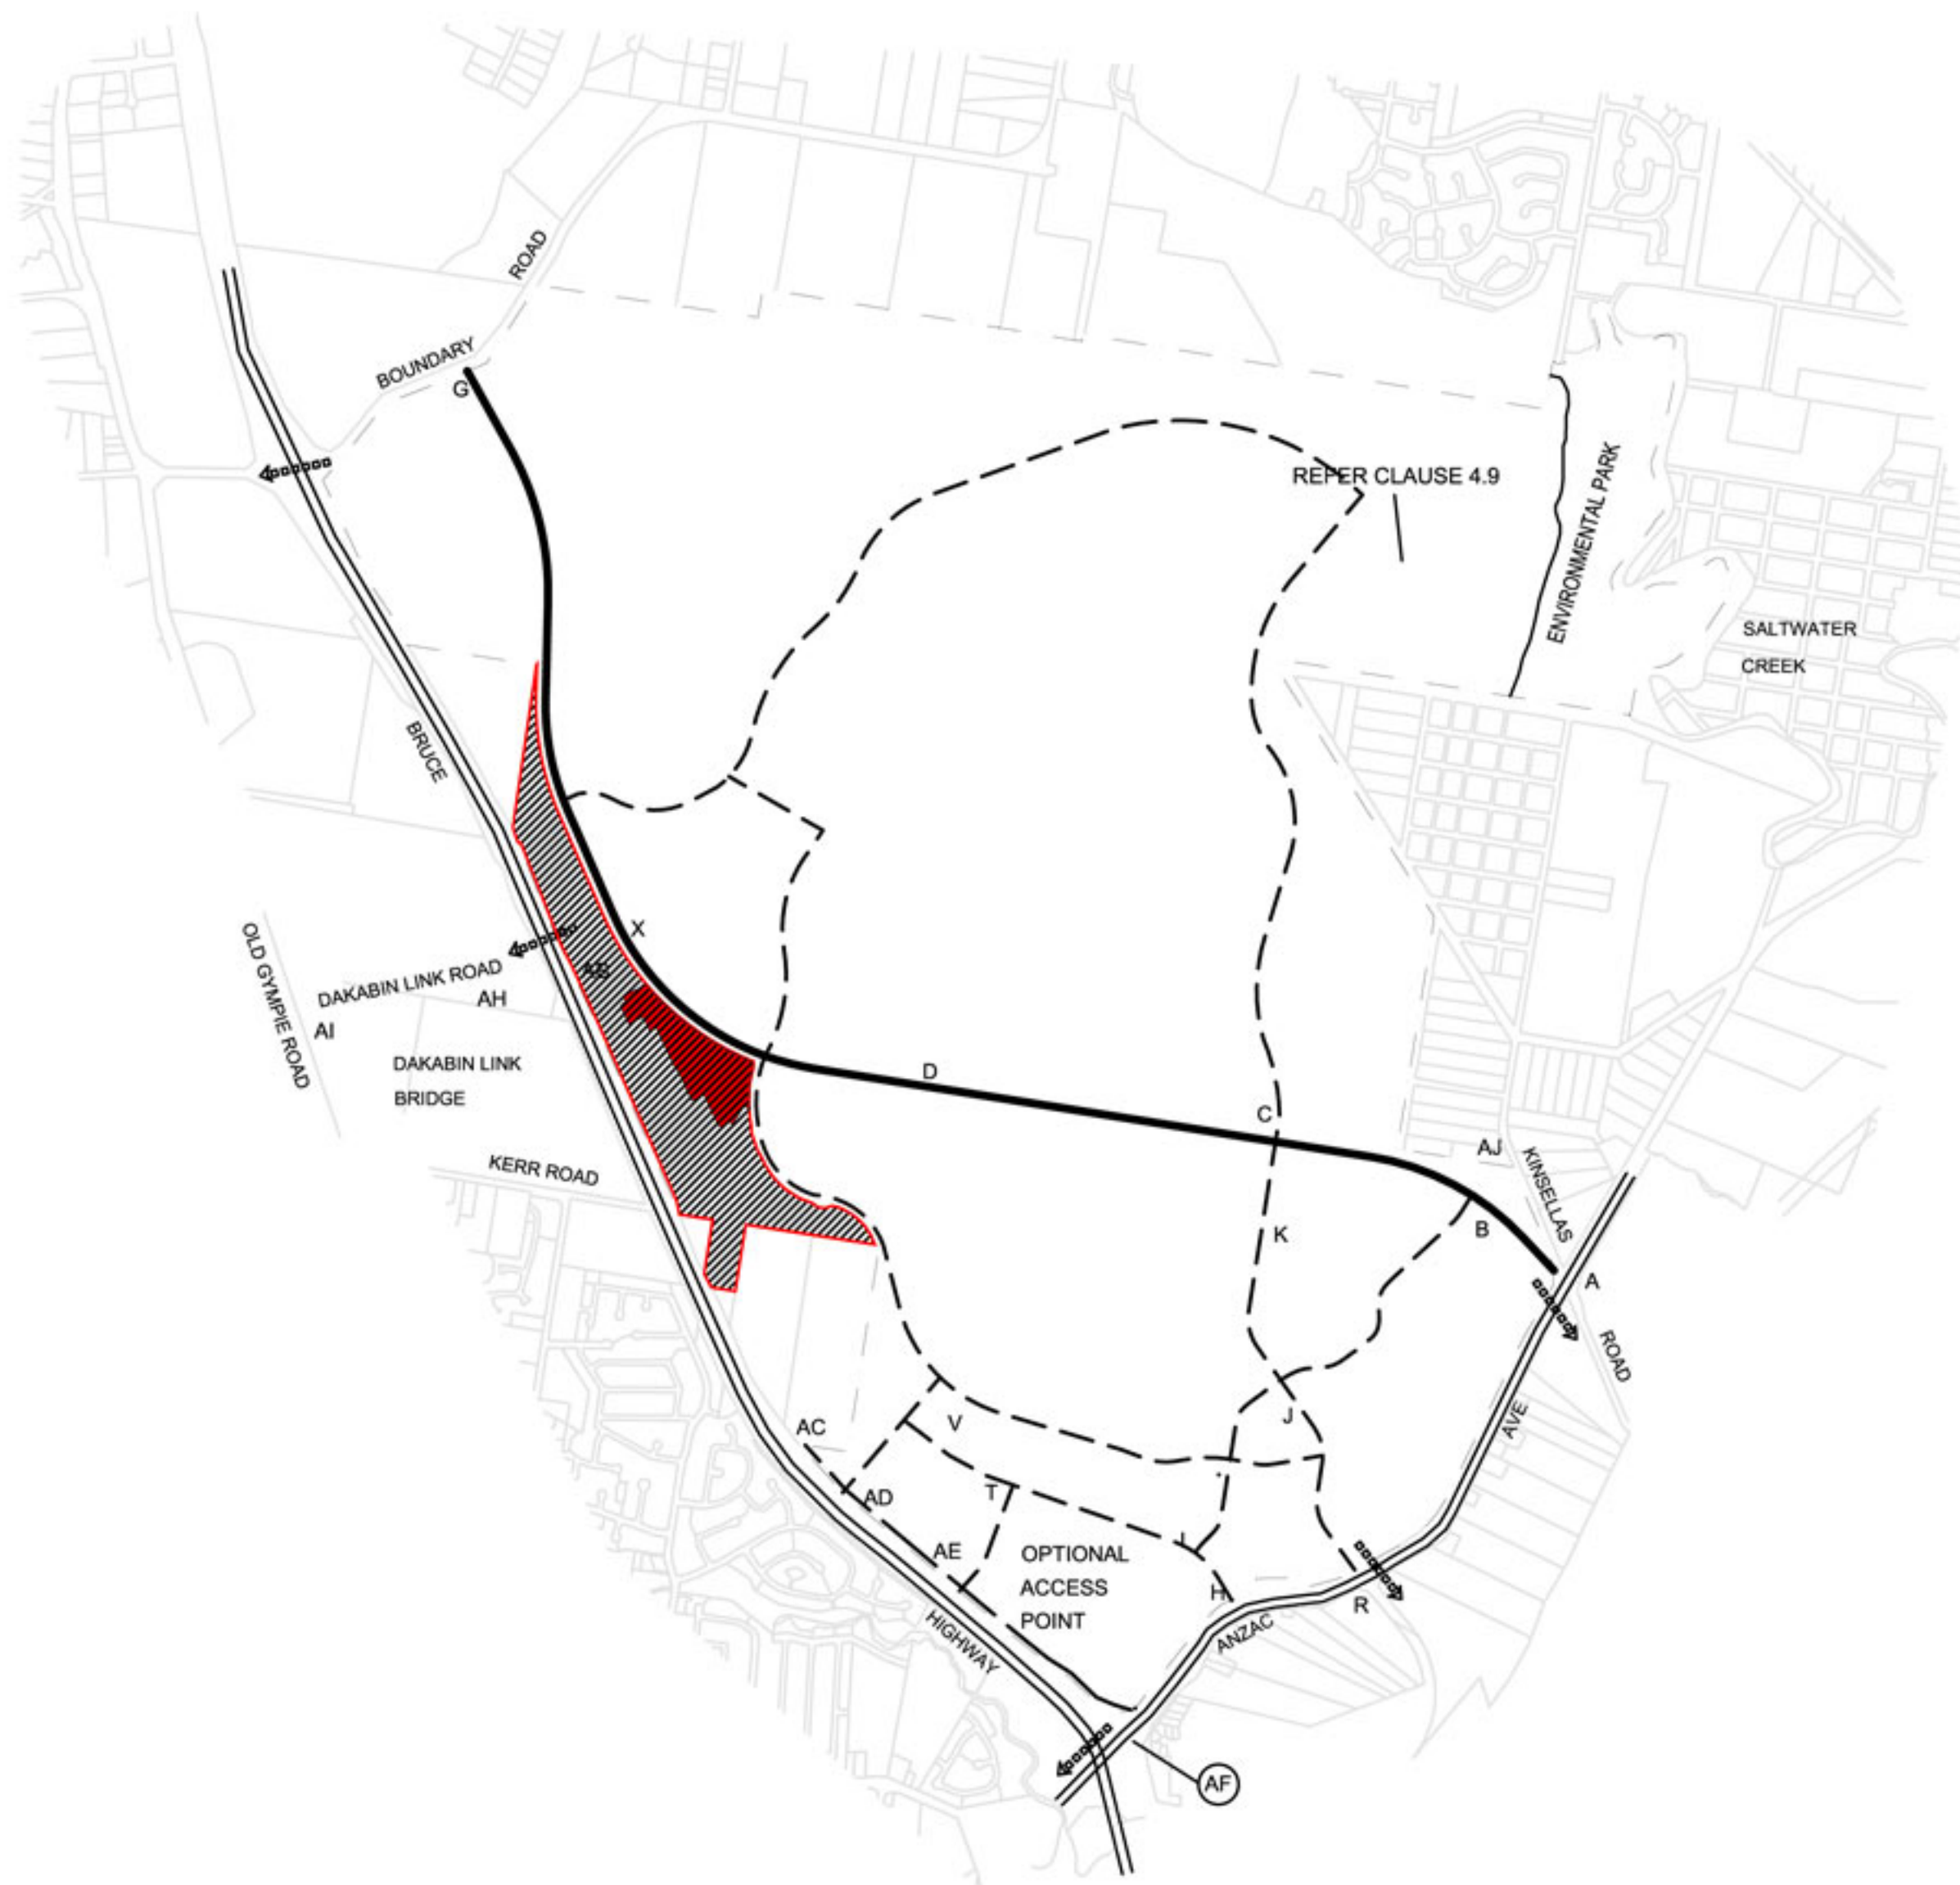 ROAD
BOUNDARY
G
REFER CLAUSE 4.9
ENVIRONMENTAL PARK
SALTWATER
CREEK
BRUCE
X
OLD GYMPIE ROAD
DAKABIN LINK ROAD
AH
AI
DAKABIN LINK
BRIDGE
D
C
AJ
KINSELLAS
KERR ROAD
K
B
A
ROAD
J
AVE
V
AC
AD
T
AE
I
OPTIONAL
ACCESS
POINT
H
R
ANZAC
HIGHWAY
AF